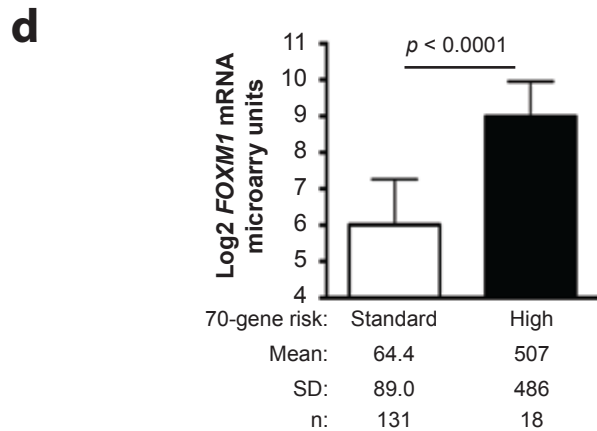 d
p < 0.0001
Log2 FOXM1 mRNA
microarry units
11
10
9
8
7
6
5
4
70-gene risk: Standard High
Mean: 64.4 507
SD: 89.0 486
n: 131 18